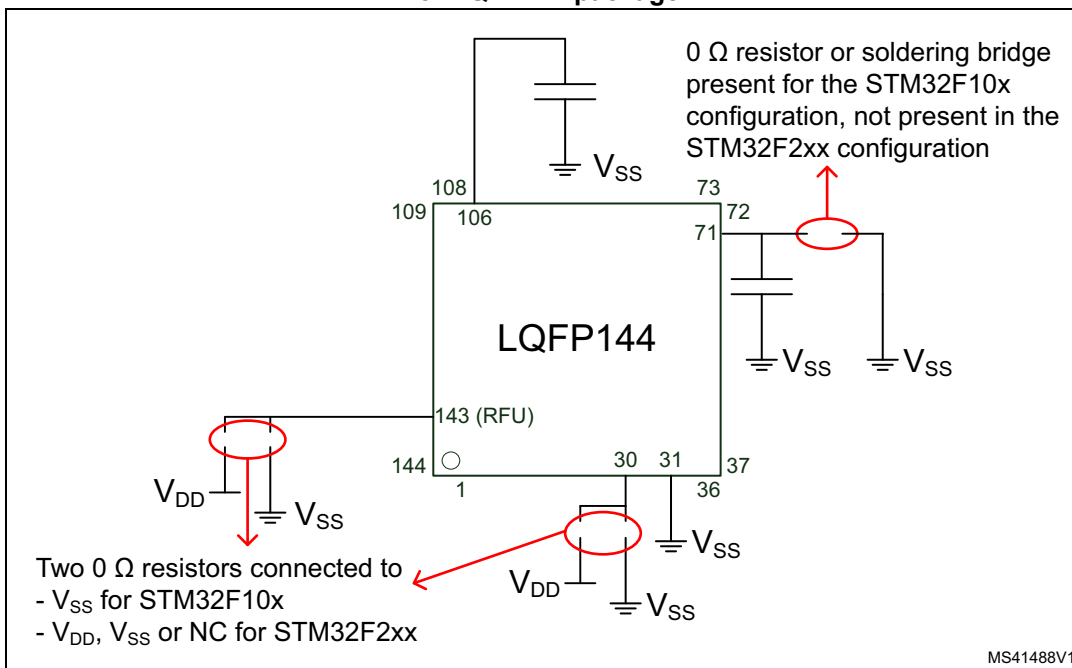 0 Ω resistor or soldering bridge
present for the STM32F10x
configuration, not present in the
STM32F2xx configuration
VSS
108
73
109
106
72
71
LQFP144
VSS
VSS
143 (RFU)
144
30
31
37
1
36
VDD
VSS
VSS
VDD
VSS
Two 0 Ω resistors connected to
- VSS for STM32F10x
- VDD, VSS or NC for STM32F2xx
MS41488V1